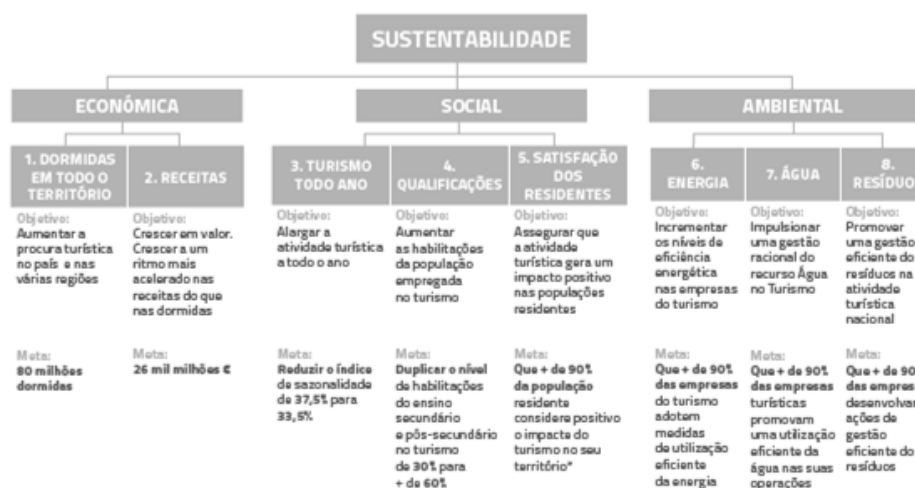 SUSTENTABILIDADE
ECONÓMICA
1. DORMIDAS
EM TODO O
TERRITÓRIO
Objetivo:
Aumentar a
procura turística
no país e nas
várias regiões
Meta:
80 milhões
dormidas
2. RECEITAS
Objetivo:
Crescer em valor.
Crescer a um
ritmo mais
acelerado nas
receitas do que
nas dormidas
Meta:
26 mil milhões €
SOCIAL
3. TURISMO
TODO ANO
Objetivo:
Alargar a
atividade turística
a todo o ano
Meta:
Reduzir o índice
de sazonalidade
de 37,5% para
33,5%
4.
QUALIFICAÇÕES
Objetivo:
Aumentar
as habilitações
da população
empregada
no turismo
Meta:
Duplicar o nível
de habilitações
do ensino
secundário
e pós-secundário
no turismo
de 30% para
+ de 60%
5. SATISFAÇÃO
DOS
RESIDENTES
Objetivo:
Assegurar que
a atividade
turística gera um
impacto positivo
nas populações
residentes
Meta:
Que + de 90%
da população
residente
considere positivo
o impacte do
turismo no seu
território*
AMBIENTAL
6.
ENERGIA
Objetivo:
Incrementar
os níveis de
eficiência
energética
nas empresas
do turismo
Meta:
Que + de 90%
das empresas
do turismo
adotem
medidas
de utilização
eficiente
da energia
7. ÁGUA
Objetivo:
Impulsionar
uma gestão
racional do
recurso Água
no Turismo
Meta:
Que + de 90%
das empresas
turísticas
promovam
uma utilização
eficiente da
água nas suas
operações
8.
RESÍDUO
Objetivo:
Promover
uma gestão
eficiente do
resíduos na
atividade
turística
nacional
Meta:
Que + de 90
das empres
desenvolvar
ações de
gestão
eficiente do
resíduos